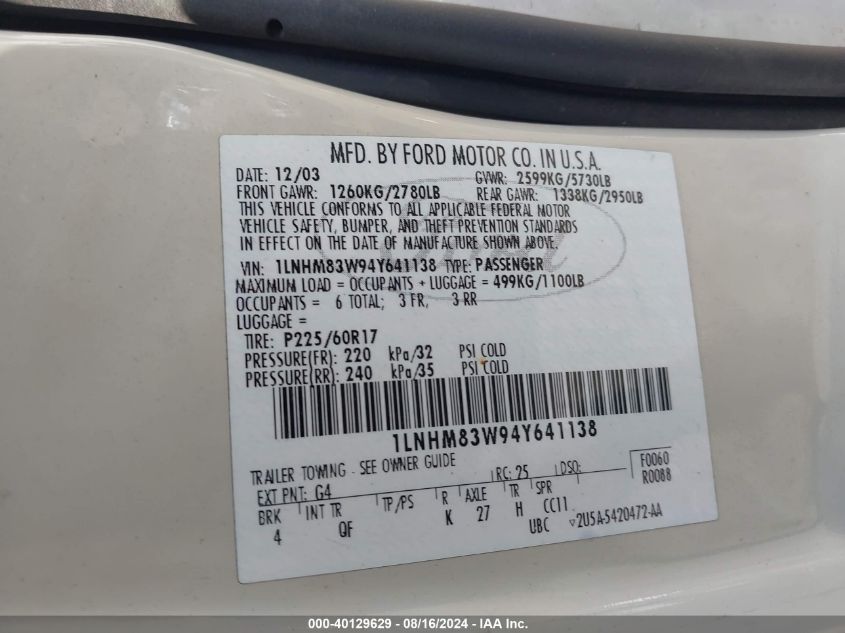 MFD. BY FORD MOTOR CO. IN U.S.A.
DATE: 12/03 GVWR: 2599KG/5730LB
FRONT GAWR: 1260KG/2780LB REAR GAWR: 1338KG/2950LB
THIS VEHICLE CONFORMS TO ALL APPLICABLE FEDERAL MOTOR
VEHICLE SAFETY, BUMPER, AND THEFT PREVENTION STANDARDS
IN EFFECT ON THE DATE OF MANUFACTURE SHOWN ABOVE.
VIN: 1LNHM83W94Y641138 TYPE: PASSENGER
MAXIMUM LOAD = OCCUPANTS + LUGGAGE = 499KG/1100LB
OCCUPANTS = 6 TOTAL; 3 FR, 3 RR
LUGGAGE =
TIRE: P225/60R17
PRESSURE(FR): 220 kPa/32 PSI COLD
PRESSURE(RR): 240 kPa/35 PSI COLD
1LNHM83W94Y641138
TRAILER TOWING - SEE OWNER GUIDE
EXT PNT: G4 RC: 25 DSO: F0060
R0088
BRK INT TR TP/PS R AXLE TR SPR
4 QF K 27 H CC11
UBC ▽2U5A-5420472-AA
000-40129629 - 08/16/2024 - IAA Inc.